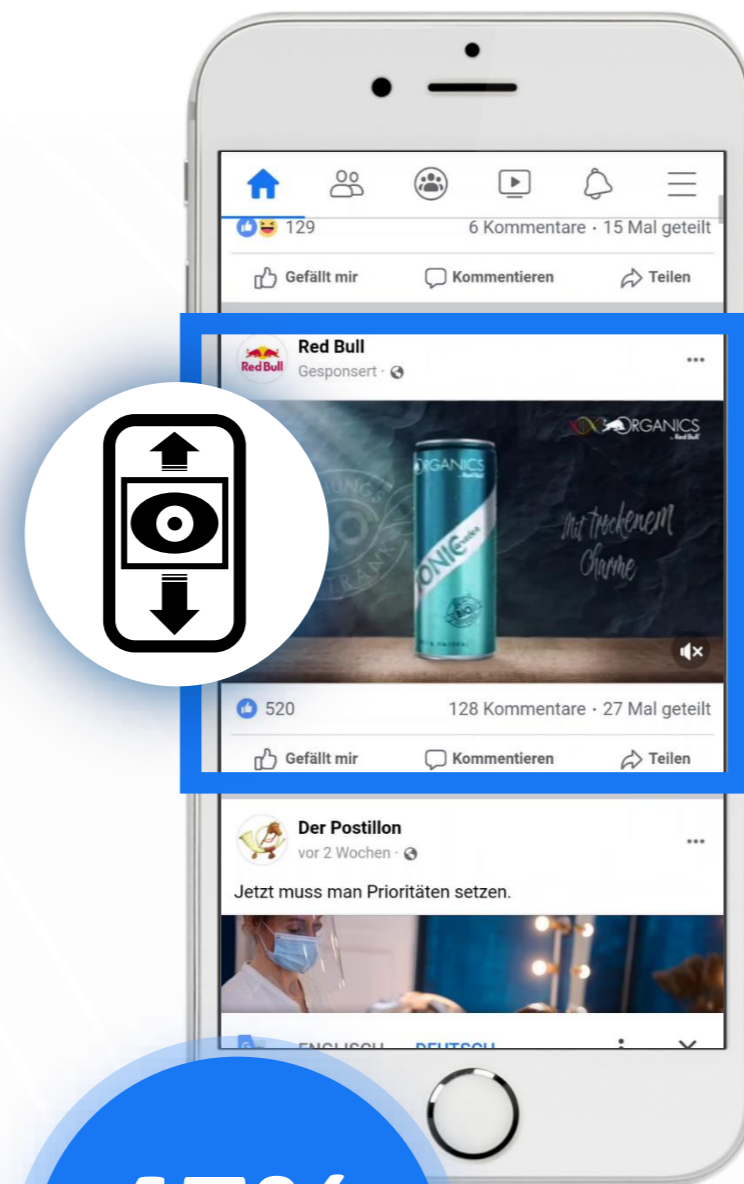 129
6 Kommentare · 15 Mal geteilt
Gefällt mir
Kommentieren
Teilen
Red Bull
Red Bull
Gesponsert ·
ORGANICS
by Red Bull
ORGANICS
Mit trockenem
Charme
BIO
520
128 Kommentare · 27 Mal geteilt
Gefällt mir
Kommentieren
Teilen
Der Postillon
vor 2 Wochen ·
Jetzt muss man Prioritäten setzen.
ENGLISCH
DEUTSCH